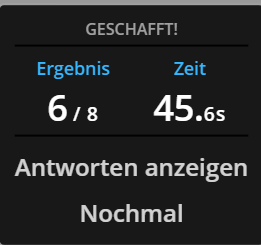 GESCHAFFT!
Ergebnis Zeit
6 / 8 45.6s
Antworten anzeigen
Nochmal